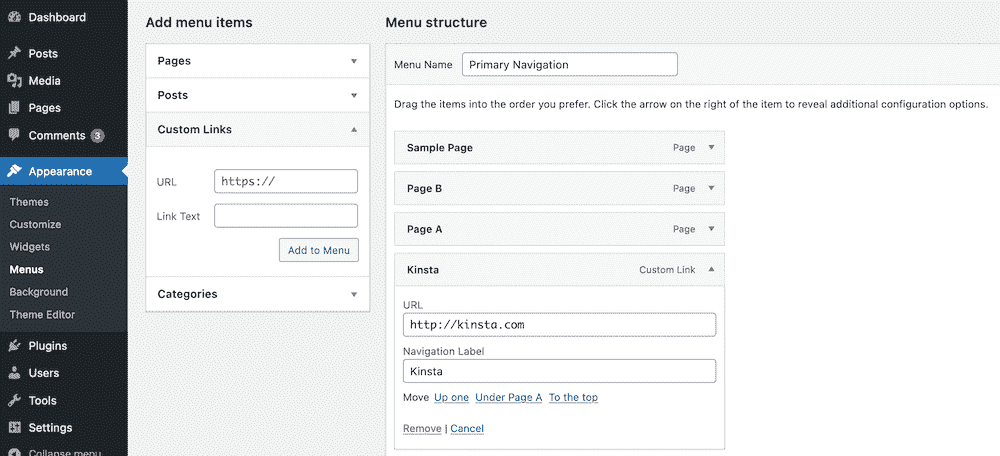 Dashboard
Posts
Media
Pages
Comments 3
Appearance
Themes
Customize
Widgets
Menus
Background
Theme Editor
Plugins
Users
Tools
Settings
Collapse menu
Add menu items
Pages
Posts
Custom Links
URL https://
Link Text
Add to Menu
Categories
Menu structure
Menu Name Primary Navigation
Drag the items into the order you prefer. Click the arrow on the right of the item to reveal additional configuration options.
Sample Page Page
Page B Page
Page A Page
Kinsta Custom Link
URL
http://kinsta.com
Navigation Label
Kinsta
Move Up one Under Page A To the top
Remove | Cancel